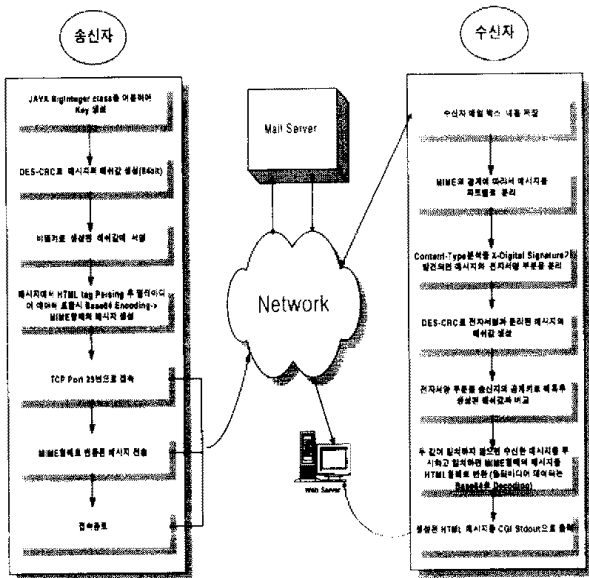 송신자
JAVA BigInteger class를 이용하여
Key 생성
DES-CRC로 메시지의 해쉬값 생성(64bit)
비밀키로 생성된 해쉬값에 서명
메시지에서 HTML tag Parsing 후 멀티미디
어 데이터 포함시 Base64 Encoding->
MIME형태의 메시지 생성
TCP Port 25번으로 접속
MIME형태로 변환된 메시지 전송
접속종료
Mail Server
Network
Web Server
수신자
수신자 메일 박스 내용 저장
MIME의 경계에 따라서 메시지를
파트별로 분리
Content-Type분석중 X-Digital Signature가
발견되면 메시지와 전자서명 부분을 분리
DES-CRC로 전자서명과 분리된 메시지의
해쉬값 생성
전자서명 부분을 송신자의 공개키로 해독후
생성된 해쉬값과 비교
두 값이 일치하지 않으면 수신한 메시지를 무
시하고 일치하면 MIME형태의 메시지를
HTML형태로 변환 (멀티미디어 데이터는
Base64로 Decoding)
생성된 HTML 메시지를 CGI Stdout으로 출력